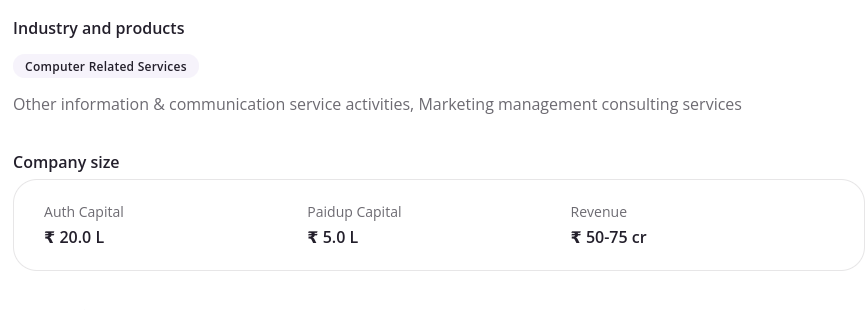 Industry and products
Computer Related Services
Other information & communication service activities, Marketing management consulting services
Company size
Auth Capital Paidup Capital Revenue
₹ 20.0 L ₹ 5.0 L ₹ 50-75 cr